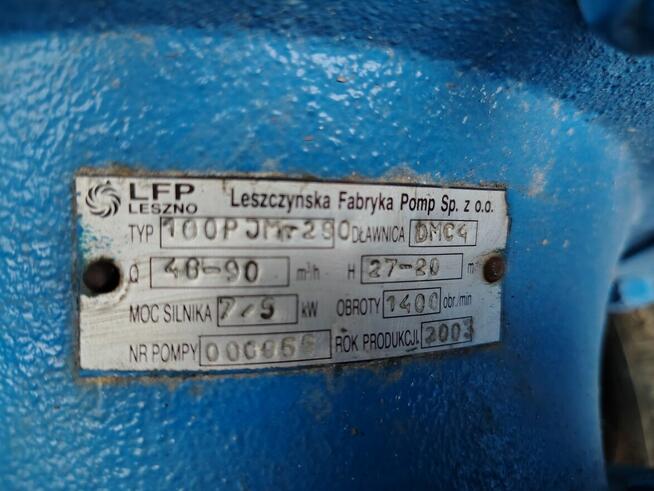 LFP LESZNO Leszczynska Fabryka Pomp Sp. z o.o.
TYP 100PJM-290 DŁAWNICA DMC4
Q 48-90 m³/h H 27-20 m
MOC SILNIKA 7,5 kW OBROTY 1400 obr./min
NR POMPY ROK PRODUKCJI 2003